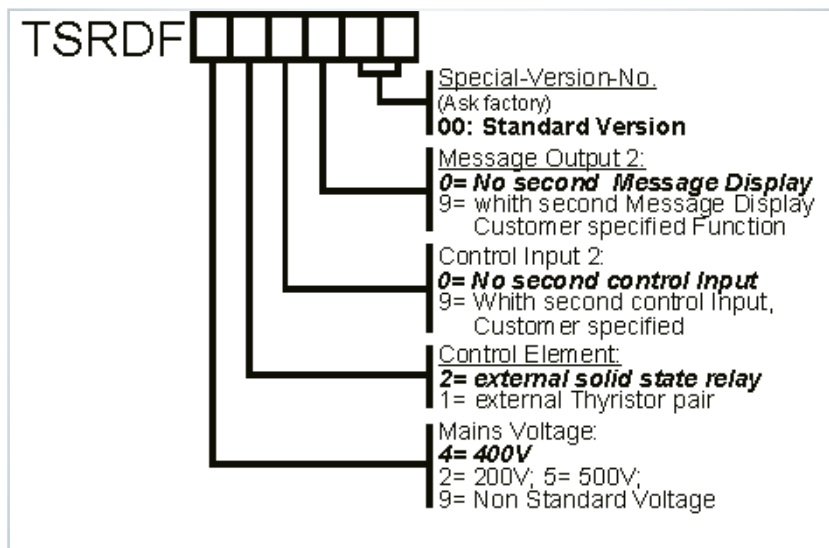 TSRDF
Special-Version-No.
(Ask factory)
00: Standard Version
Message Output 2:
0= No second Message Display
9= whith second Message Display
Customer specified Function
Control Input 2:
0= No second control Input
9= Whith second control Input,
Customer specified
Control Element:
2= external solid state relay
1= external Thyristor pair
Mains Voltage:
4= 400V
2= 200V; 5= 500V;
9= Non Standard Voltage